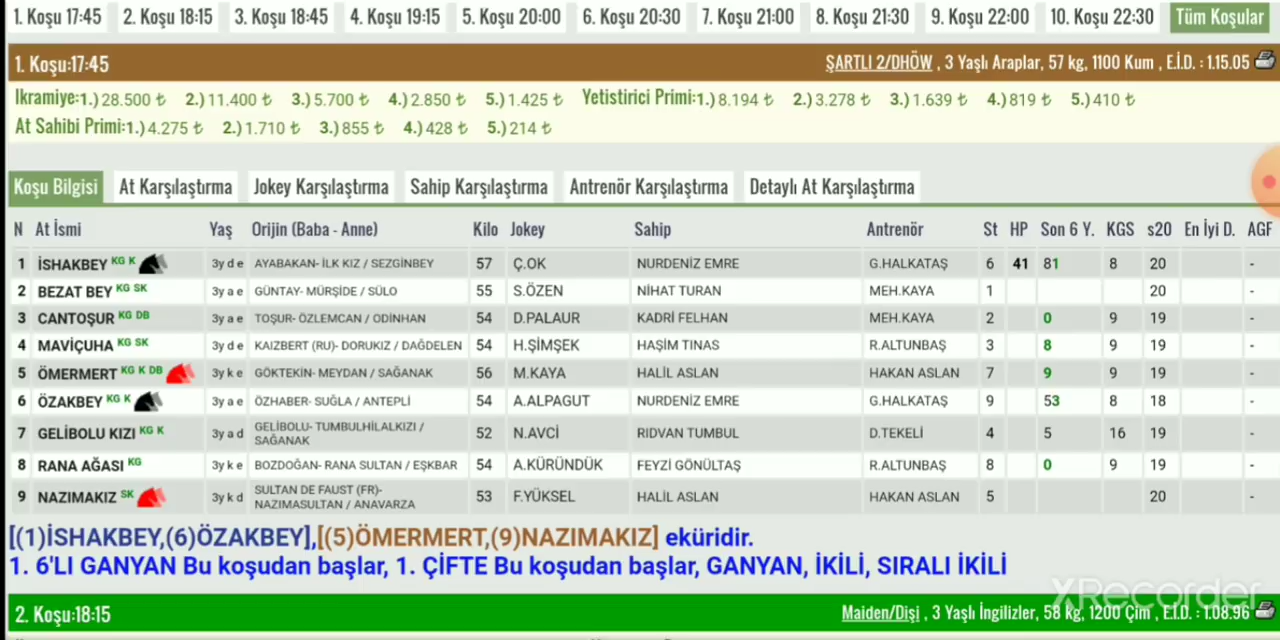 1. Koşu 17:45 2. Koşu 18:15 3. Koşu 18:45 4. Koşu 19:15 5. Koşu 20:00 6. Koşu 20:30 7. Koşu 21:00 8. Koşu 21:30 9. Koşu 22:00 10. Koşu 22:30 Tüm Koşular
1. Koşu:17:45 ŞARTLI 2/DHÖW , 3 Yaşlı Araplar, 57 kg, 1100 Kum , E.İ.D. : 1.15.05
Ikramiye:1.) 28.500 ₺ 2.) 11.400 ₺ 3.) 5.700 ₺ 4.) 2.850 ₺ 5.) 1.425 ₺ Yetistirici Primi:1.) 8.194 ₺ 2.) 3.278 ₺ 3.) 1.639 ₺ 4.) 819 ₺ 5.) 410 ₺
At Sahibi Primi:1.) 4.275 ₺ 2.) 1.710 ₺ 3.) 855 ₺ 4.) 428 ₺ 5.) 214 ₺
Koşu Bilgisi At Karşılaştırma Jokey Karşılaştırma Sahip Karşılaştırma Antrenör Karşılaştırma Detaylı At Karşılaştırma
N At İsmi Yaş Orijin (Baba - Anne) Kilo Jokey Sahip Antrenör St HP Son 6 Y. KGS s20 En İyi D. AGF
1 İSHAKBEY KG K 3y d e AYABAKAN- İLK KIZ / SEZGİNBEY 57 Ç.OK NURDENİZ EMRE G.HALKATAŞ 6 41 81 8 20 -
2 BEZAT BEY KG SK 3y a e GÜNTAY- MÜRŞİDE / SÜLO 55 S.ÖZEN NİHAT TURAN MEH.KAYA 1 20 -
3 CANTOŞUR KG DB 3y a e TOŞUR- ÖZLEMCAN / ODİNHAN 54 D.PALAUR KADRİ FELHAN MEH.KAYA 2 0 9 19 -
4 MAVİÇUHA KG SK 3y d e KAIZBERT (RU)- DORUKIZ / DAĞDELEN 54 H.ŞİMŞEK HAŞİM TINAS R.ALTUNBAŞ 3 8 9 19 -
5 ÖMERMERT KG K DB 3y k e GÖKTEKİN- MEYDAN / SAĞANAK 56 M.KAYA HALİL ASLAN HAKAN ASLAN 7 9 9 19 -
6 ÖZAKBEY KG K 3y a e ÖZHABER- SUĞLA / ANTEPLİ 54 A.ALPAGUT NURDENİZ EMRE G.HALKATAŞ 9 53 8 18 -
7 GELİBOLU KIZI KG K 3y a d GELİBOLU- TUMBULHİLALKIZI / 52 N.AVCİ RIDVAN TUMBUL D.TEKELİ 4 5 16 19 -
SAĞANAK
8 RANA AĞASI KG 3y k e BOZDOĞAN- RANA SULTAN / EŞKBAR 54 A.KÜRÜNDÜK FEYZİ GÖNÜLTAŞ R.ALTUNBAŞ 8 0 9 19 -
9 NAZIMAKIZ SK 3y k d SULTAN DE FAUST (FR)- 53 F.YÜKSEL HALİL ASLAN HAKAN ASLAN 5 20 -
NAZIMASULTAN / ANAVARZA
[(1)İSHAKBEY,(6)ÖZAKBEY],[(5)ÖMERMERT,(9)NAZIMAKIZ] eküridir.
1. 6'LI GANYAN Bu koşudan başlar, 1. ÇİFTE Bu koşudan başlar, GANYAN, İKİLİ, SIRALI İKİLİ
XRecorder
2. Koşu:18:15 Maiden/Dişi , 3 Yaşlı İngilizler, 58 kg, 1200 Çim , E.İ.D. : 1.08.96